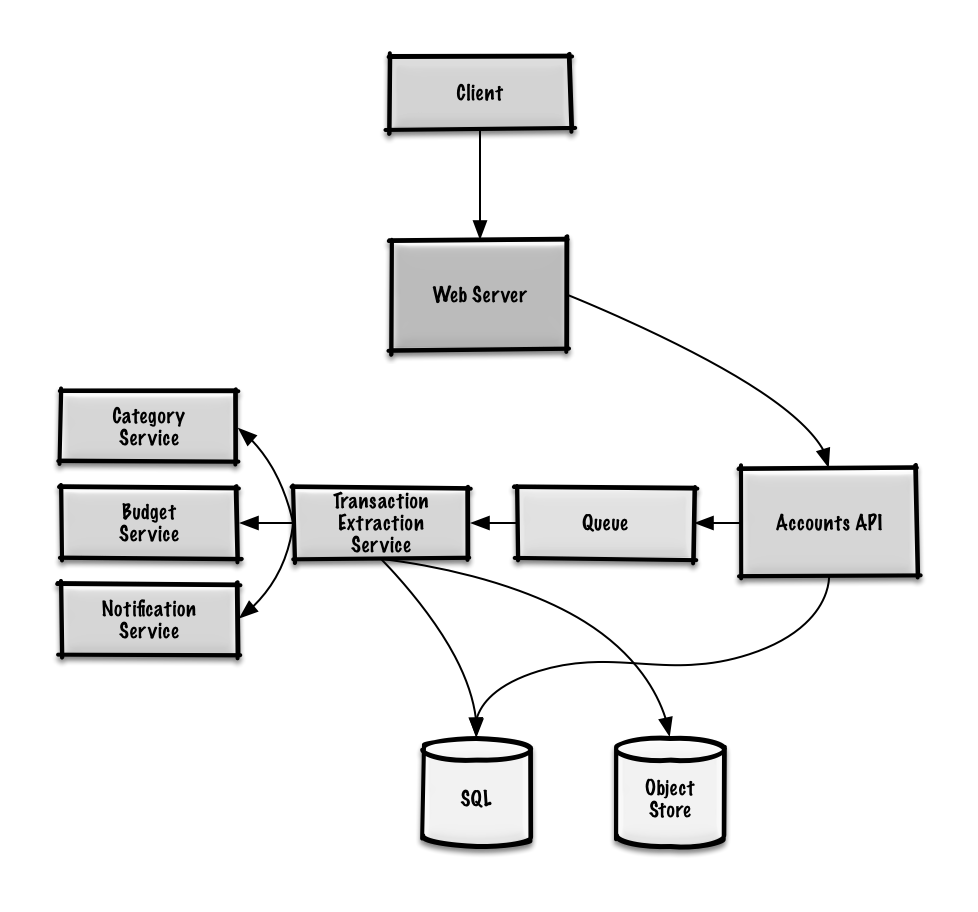 Client
Web Server
Category
Service
Budget
Service
Notification
Service
Transaction
Extraction
Service
Queue
Accounts API
SQL
Object
Store